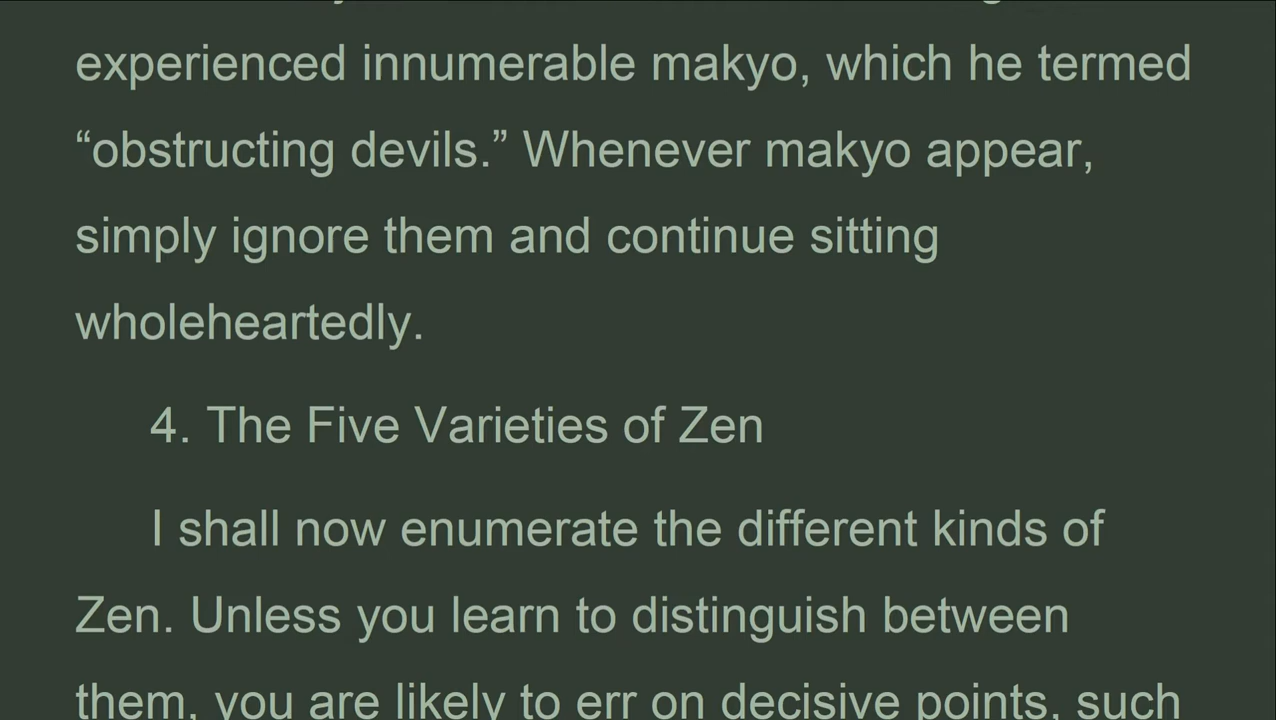 experienced innumerable makyo, which he termed
“obstructing devils.” Whenever makyo appear,
simply ignore them and continue sitting
wholeheartedly.
4. The Five Varieties of Zen
I shall now enumerate the different kinds of
Zen. Unless you learn to distinguish between
them, you are likely to err on decisive points, such